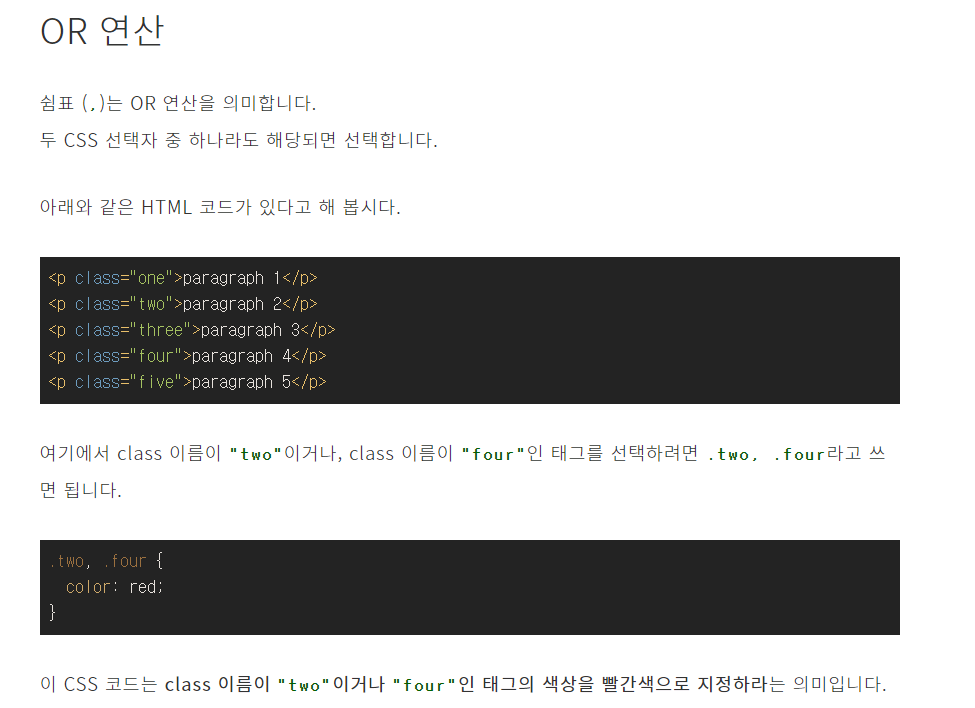 OR 연산
쉼표 (,)는 OR 연산을 의미합니다.
두 CSS 선택자 중 하나라도 해당되면 선택합니다.
아래와 같은 HTML 코드가 있다고 해 봅시다.
<p class="one">paragraph 1</p>
<p class="two">paragraph 2</p>
<p class="three">paragraph 3</p>
<p class="four">paragraph 4</p>
<p class="five">paragraph 5</p>
여기에서 class 이름이 "two"이거나, class 이름이 "four"인 태그를 선택하려면 .two, .four라고 쓰
면 됩니다.
.two, .four {
  color: red;
}
이 CSS 코드는 class 이름이 "two"이거나 "four"인 태그의 색상을 빨간색으로 지정하라는 의미입니다.